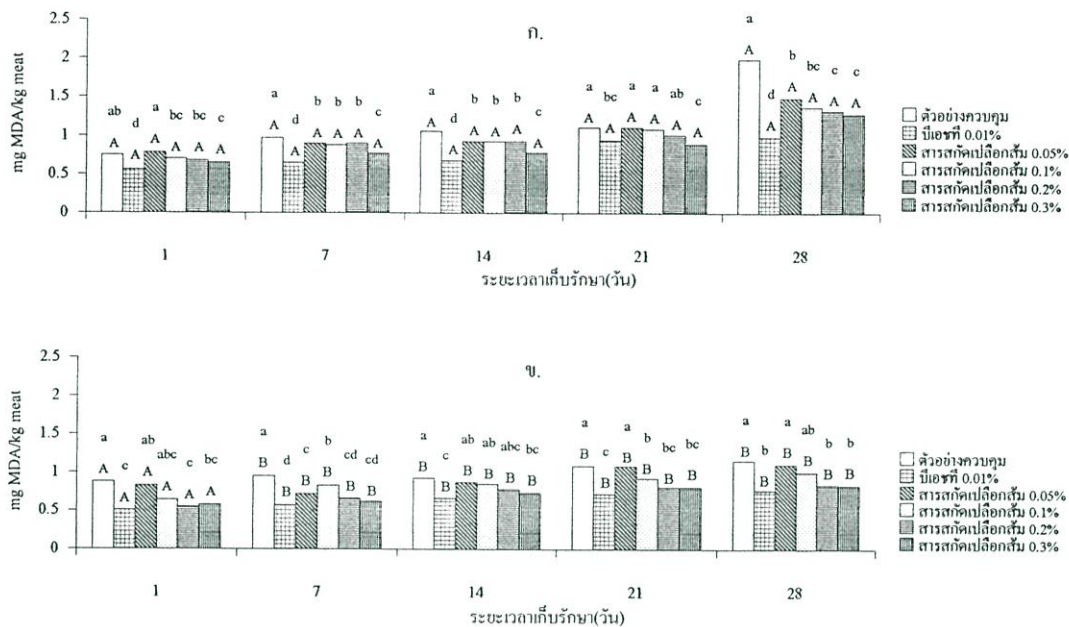 ก.
mg MDA/kg meat
2.5
2
1.5
1
0.5
0
ab d a bc bc c
A A A A A A
a d b b b c
A A A A A A
a d b b b c
A A A A A A
a bc a a ab c
A A A A A A
a d b bc c c
A A A A A A
1 7 14 21 28
ระยะเวลาเก็บรักษา(วัน)
ตัวอย่างควบคุม
บีเอชที 0.01%
สารสกัดเปลือกส้ม 0.05%
สารสกัดเปลือกส้ม 0.1%
สารสกัดเปลือกส้ม 0.2%
สารสกัดเปลือกส้ม 0.3%
ข.
mg MDA/kg meat
2.5
2
1.5
1
0.5
0
a c ab abc c bc
A A A A A A
a d c b cd cd
B B B B B B
a c ab ab abc bc
B B B B B B
a c a b bc bc
B B B B B B
a b a ab b b
B B B B B B
1 7 14 21 28
ระยะเวลาเก็บรักษา(วัน)
ตัวอย่างควบคุม
บีเอชที 0.01%
สารสกัดเปลือกส้ม 0.05%
สารสกัดเปลือกส้ม 0.1%
สารสกัดเปลือกส้ม 0.2%
สารสกัดเปลือกส้ม 0.3%